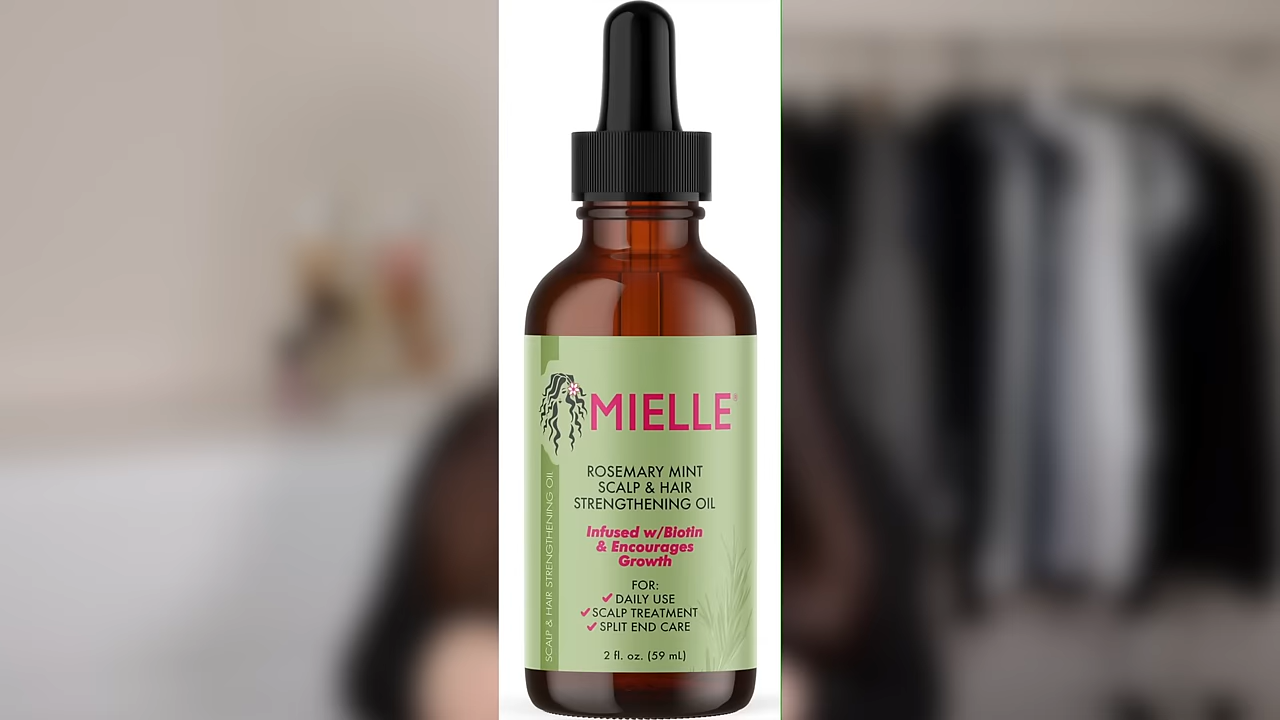 MIELLE®
ROSEMARY MINT
SCALP & HAIR
STRENGTHENING OIL
Infused w/Biotin
& Encourages
Growth
FOR:
✓ DAILY USE
✓ SCALP TREATMENT
✓ SPLIT END CARE
2 fl. oz. (59 mL)
SCALP & HAIR STRENGTHENING OIL